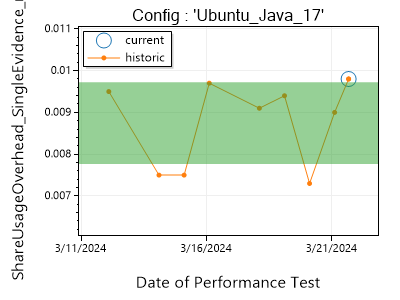 Config : 'Ubuntu_Java_17'
ShareUsageOverhead_SingleEvidence_
0.011
0.01
0.009
0.008
0.007
current
historic
3/11/2024
3/16/2024
3/21/2024
Date of Performance Test